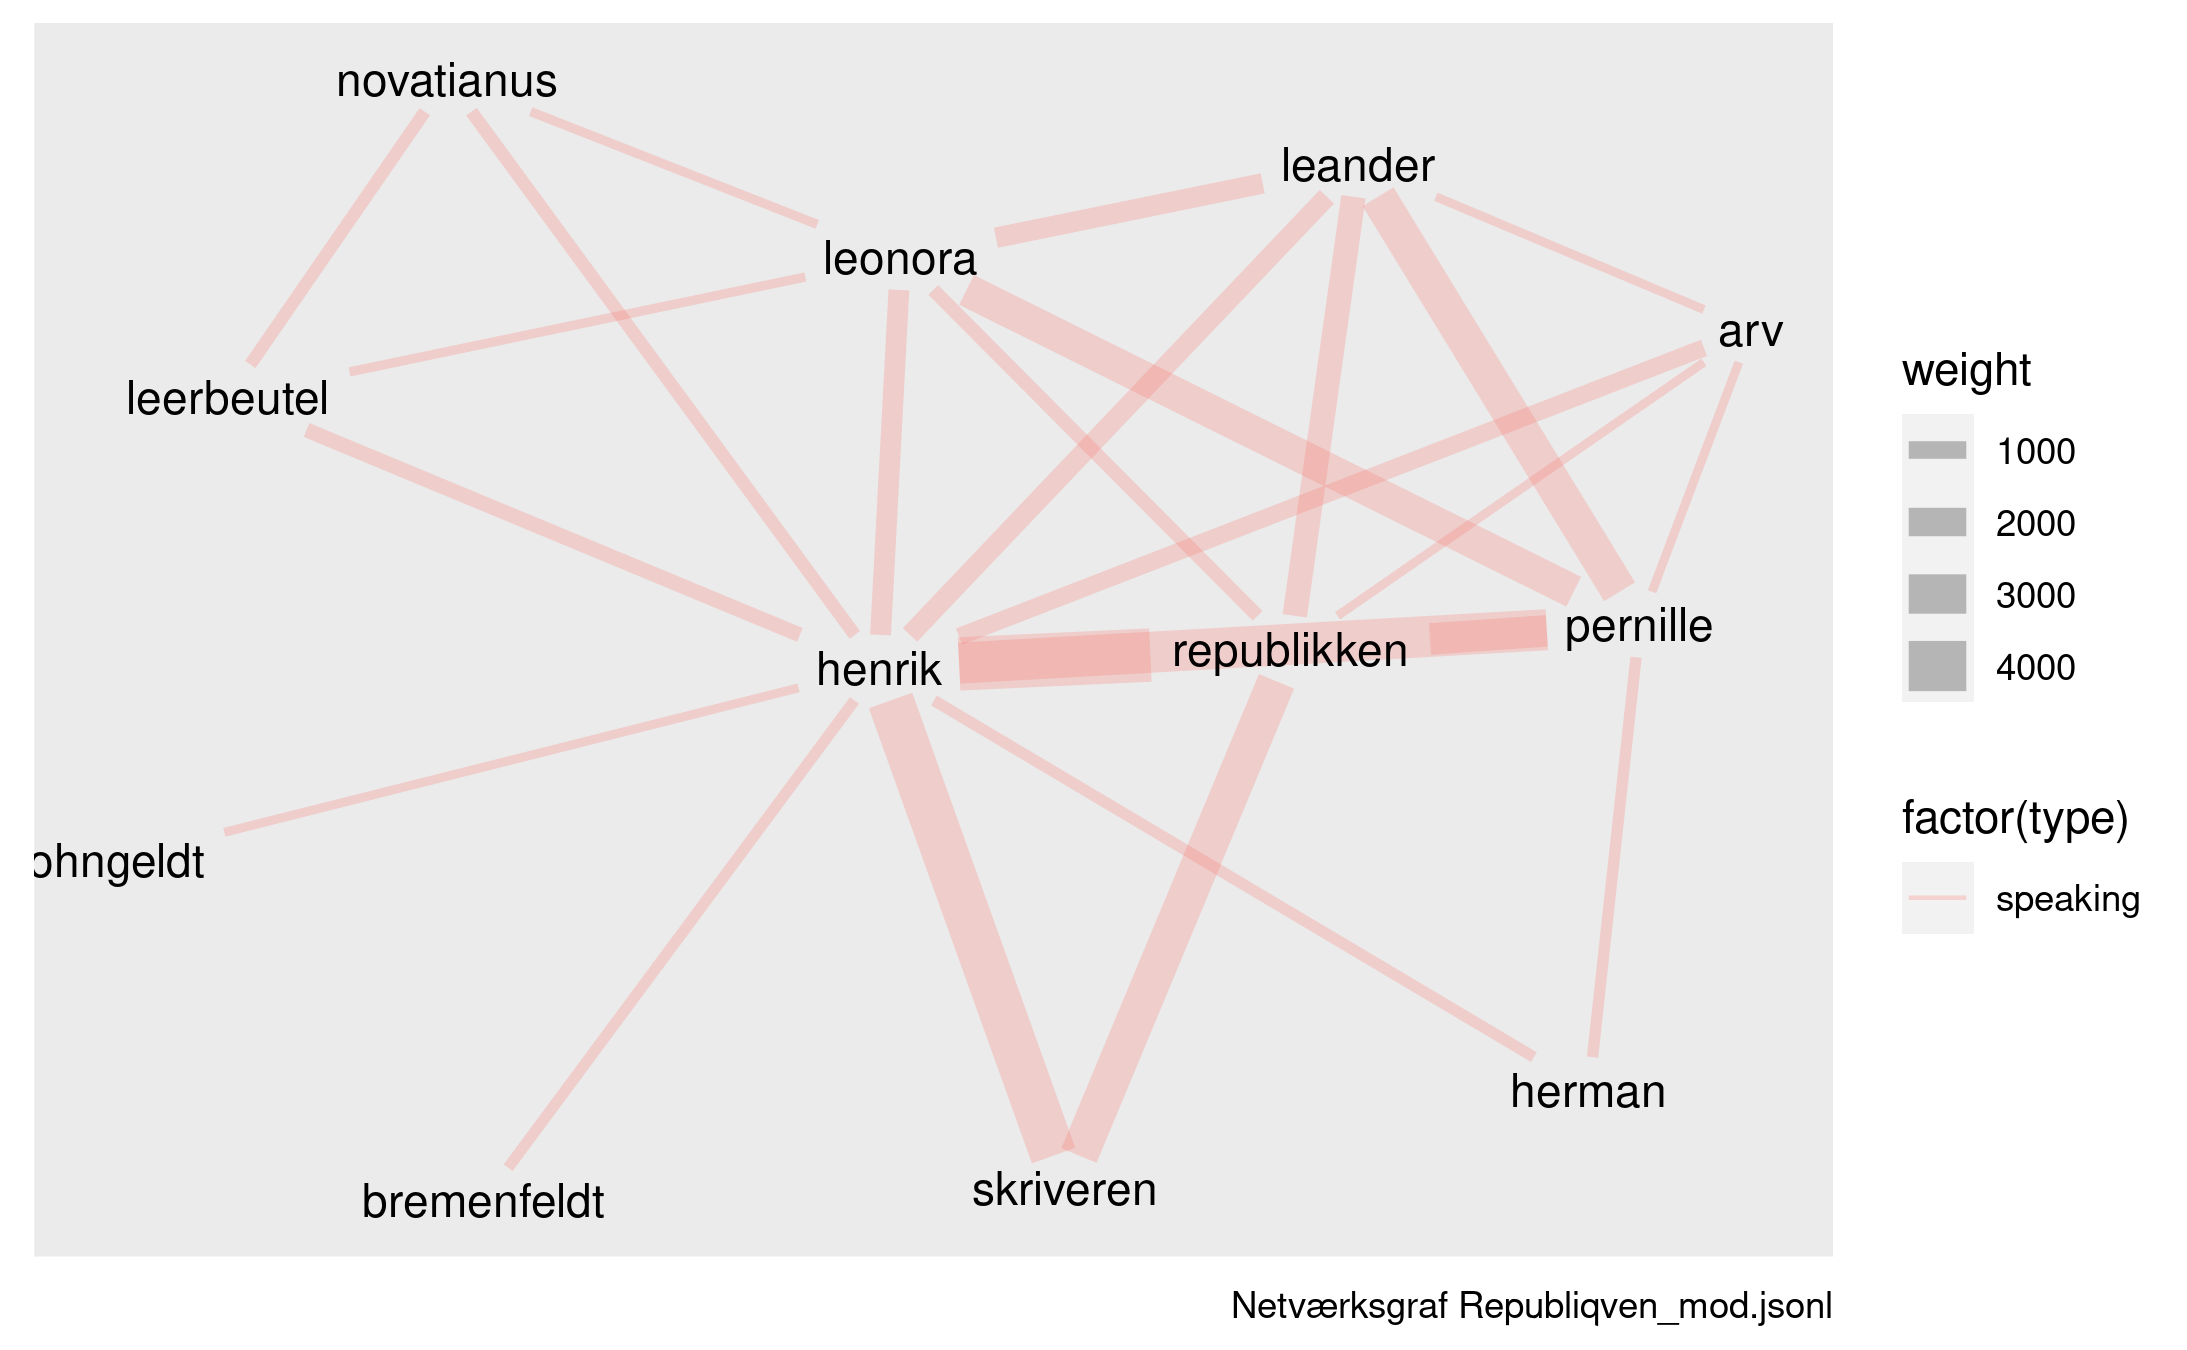 novatianus
leander
leonora
arv
leerbeutel
pernille
republikken
henrik
ohngeldt
herman
skriveren
bremenfeldt
weight
1000
2000
3000
4000
factor(type)
speaking
Netværksgraf Republiqven_mod.jsonl